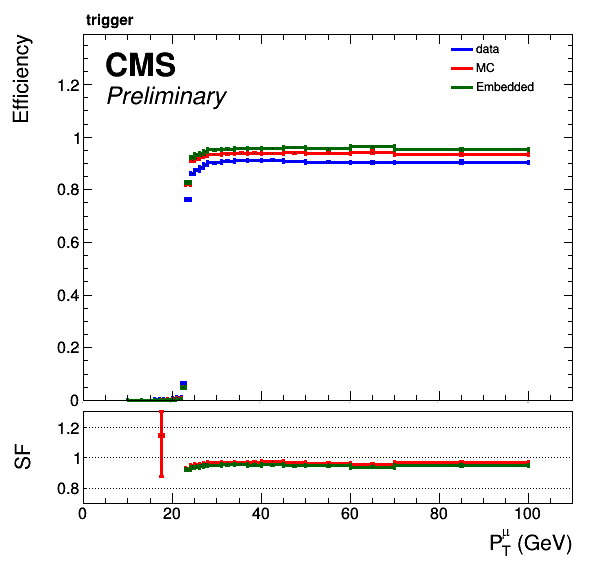 trigger
CMS
Preliminary
data
MC
Embedded
Efficiency
1.2
1
0.8
0.6
0.4
0.2
0
SF
1.2
1
0.8
0 20 40 60 80 100
P_T^μ (GeV)